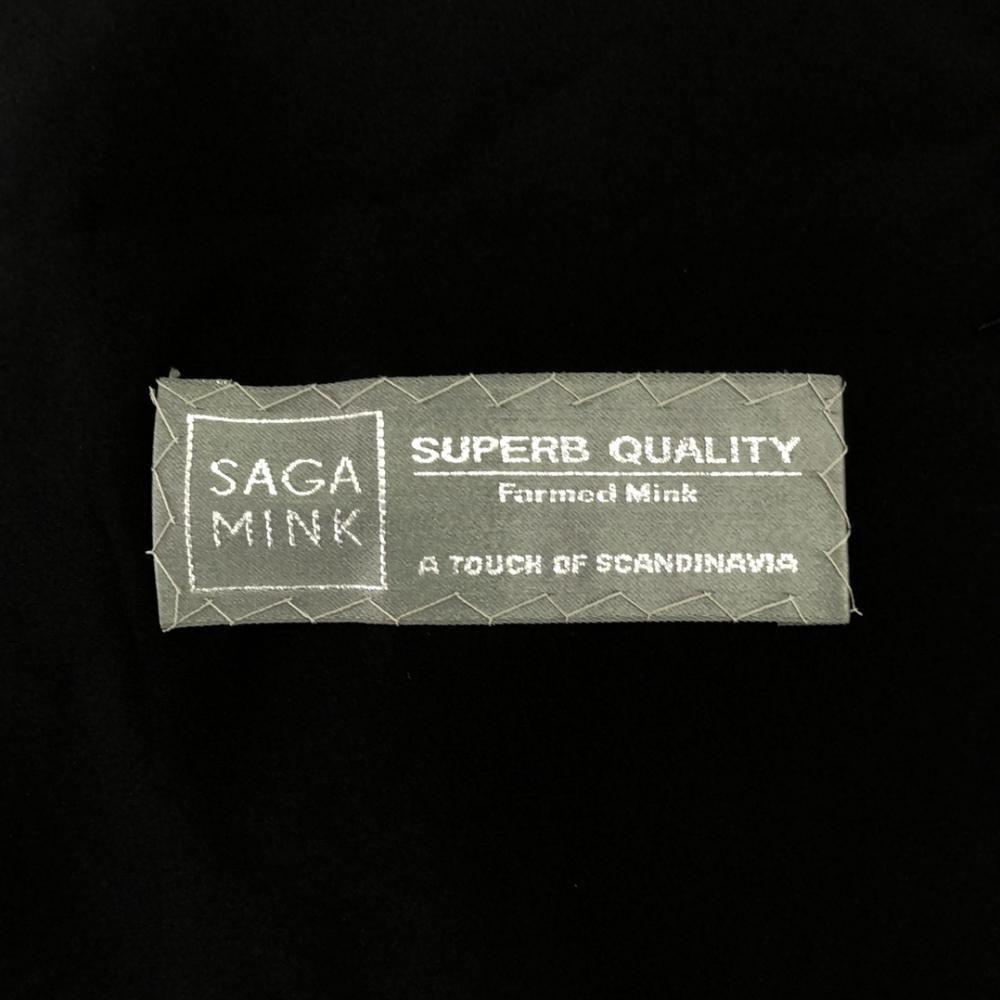 SAGA
MINK
SUPERB QUALITY
Farmed Mink
A TOUCH OF SCANDINAVIA